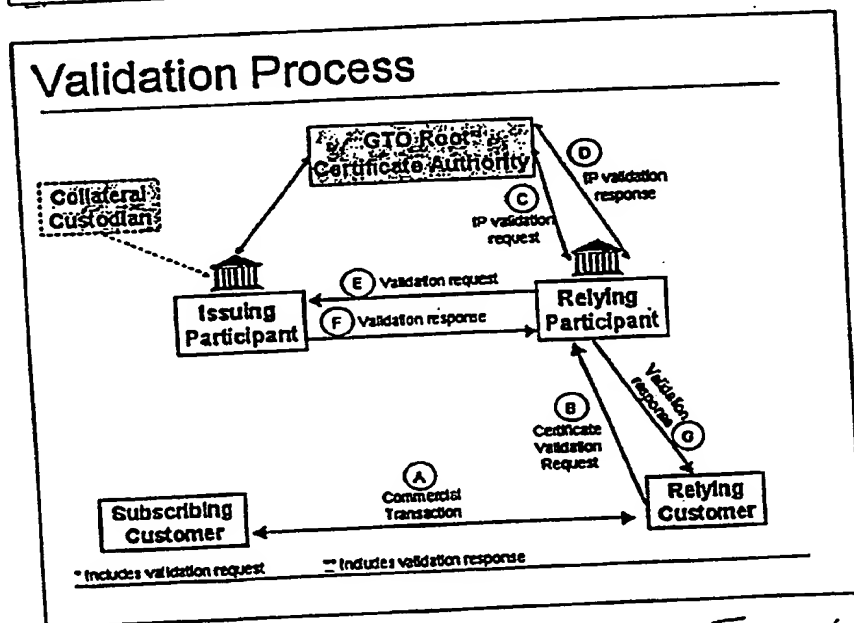 Validation Process
GTO Root
Certificate Authority
D
IP validation
response
C
IP validation
request
Collateral
Custodian
E Validation request
Issuing
Participant
Relying
Participant
F Validation response
Validation
response
G
B
Certificate
Validation
Request
A
Commercial
Transaction
Subscribing
Customer
Relying
Customer
* Includes validation request
** Includes validation response